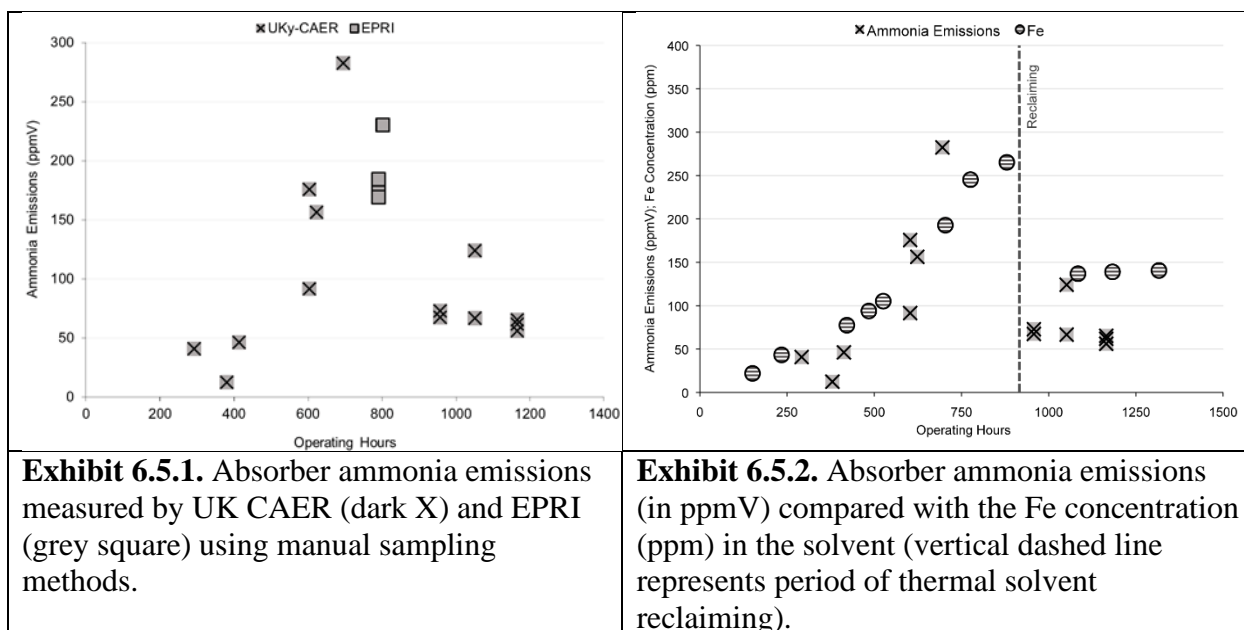 UKy-CAER EPRI
300
250
200
150
100
50
0
Ammonia Emissions (ppmV)
0 200 400 600 800 1000 1200 1400
Operating Hours
Ammonia Emissions Fe
400
350
300
250
200
150
100
50
0
Ammonia Emissions (ppmV); Fe Concentration (ppm)
Reclaiming
0 250 500 750 1000 1250 1500
Operating Hours
Exhibit 6.5.1. Absorber ammonia emissions
measured by UK CAER (dark X) and EPRI
(grey square) using manual sampling
methods.
Exhibit 6.5.2. Absorber ammonia emissions
(in ppmV) compared with the Fe concentration
(ppm) in the solvent (vertical dashed line
represents period of thermal solvent
reclaiming).